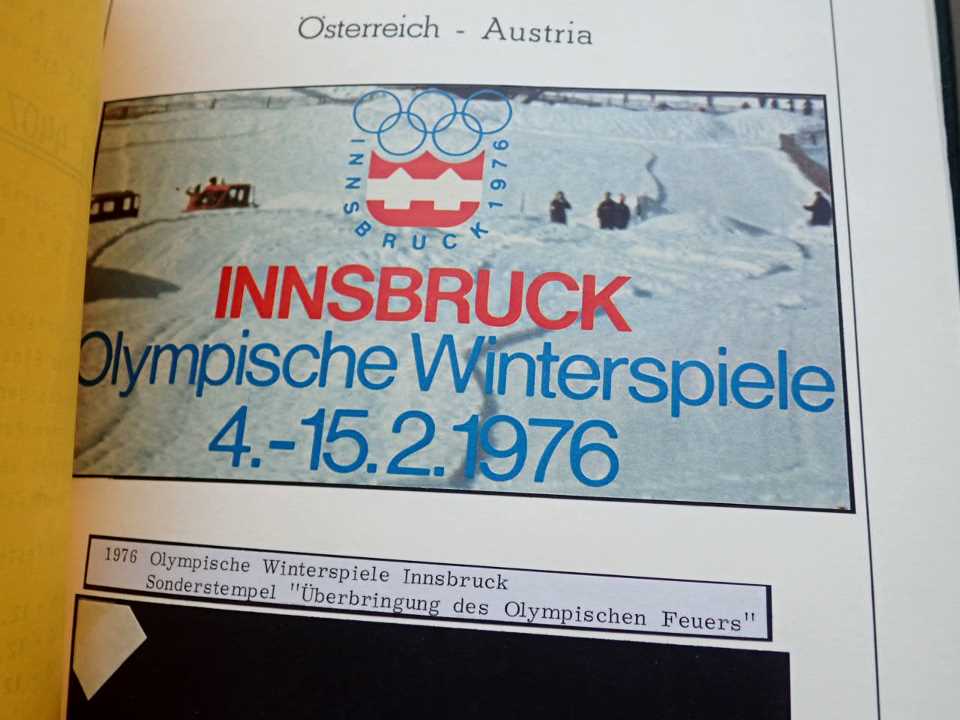 Österreich - Austria
INNSBRUCK 1976
INNSBRUCK
Olympische Winterspiele
4.-15.2.1976
1976 Olympische Winterspiele Innsbruck
Sonderstempel "Überbringung des Olympischen Feuers"